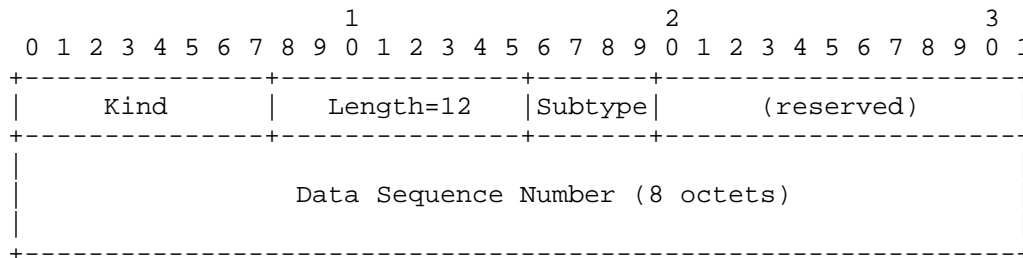 1                   2                   3
 0 1 2 3 4 5 6 7 8 9 0 1 2 3 4 5 6 7 8 9 0 1 2 3 4 5 6 7 8 9 0 1
+---------------+---------------+-------+----------------------
|     Kind      |   Length=12   |Subtype|      (reserved)
+---------------+---------------+-------+----------------------
|
|                 Data Sequence Number (8 octets)
|
+--------------------------------------------------------------